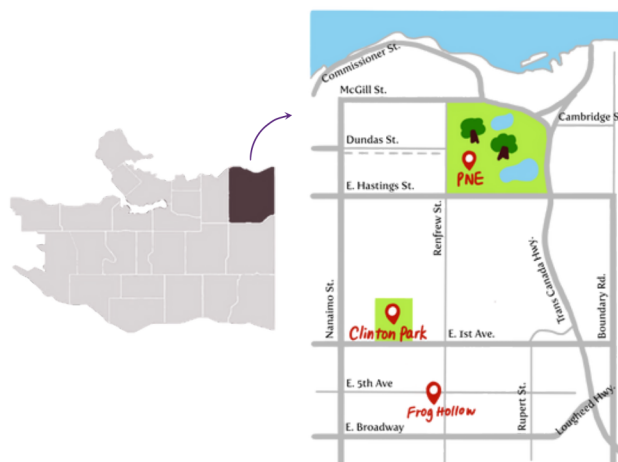 Commissioner St.
McGill St.
Cambridge S
Dundas St.
PNE
E. Hastings St.
Renfrew St.
Trans Canada Hwy.
Nanaimo St.
Boundary Rd.
Clinton Park
E. 1st Ave.
E. 5th Ave
Frog Hollow
Rupert St.
Lougheed Hwy.
E. Broadway